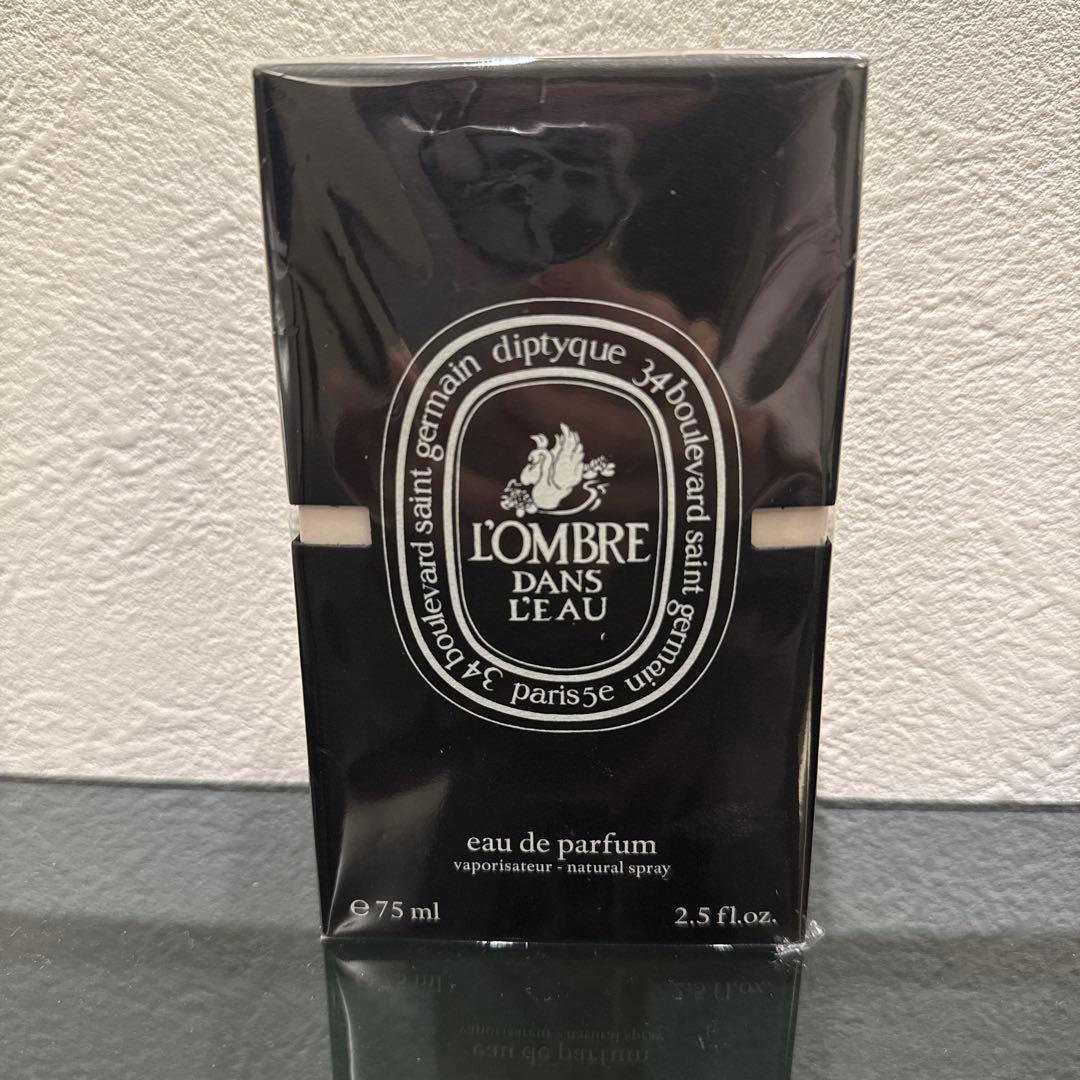 diptyque 34 boulevard saint germain paris5e 34 boulevard saint germain
L'OMBRE
DANS
L'EAU
eau de parfum
vaporisateur - natural spray
℮ 75 ml
2.5 fl.oz.